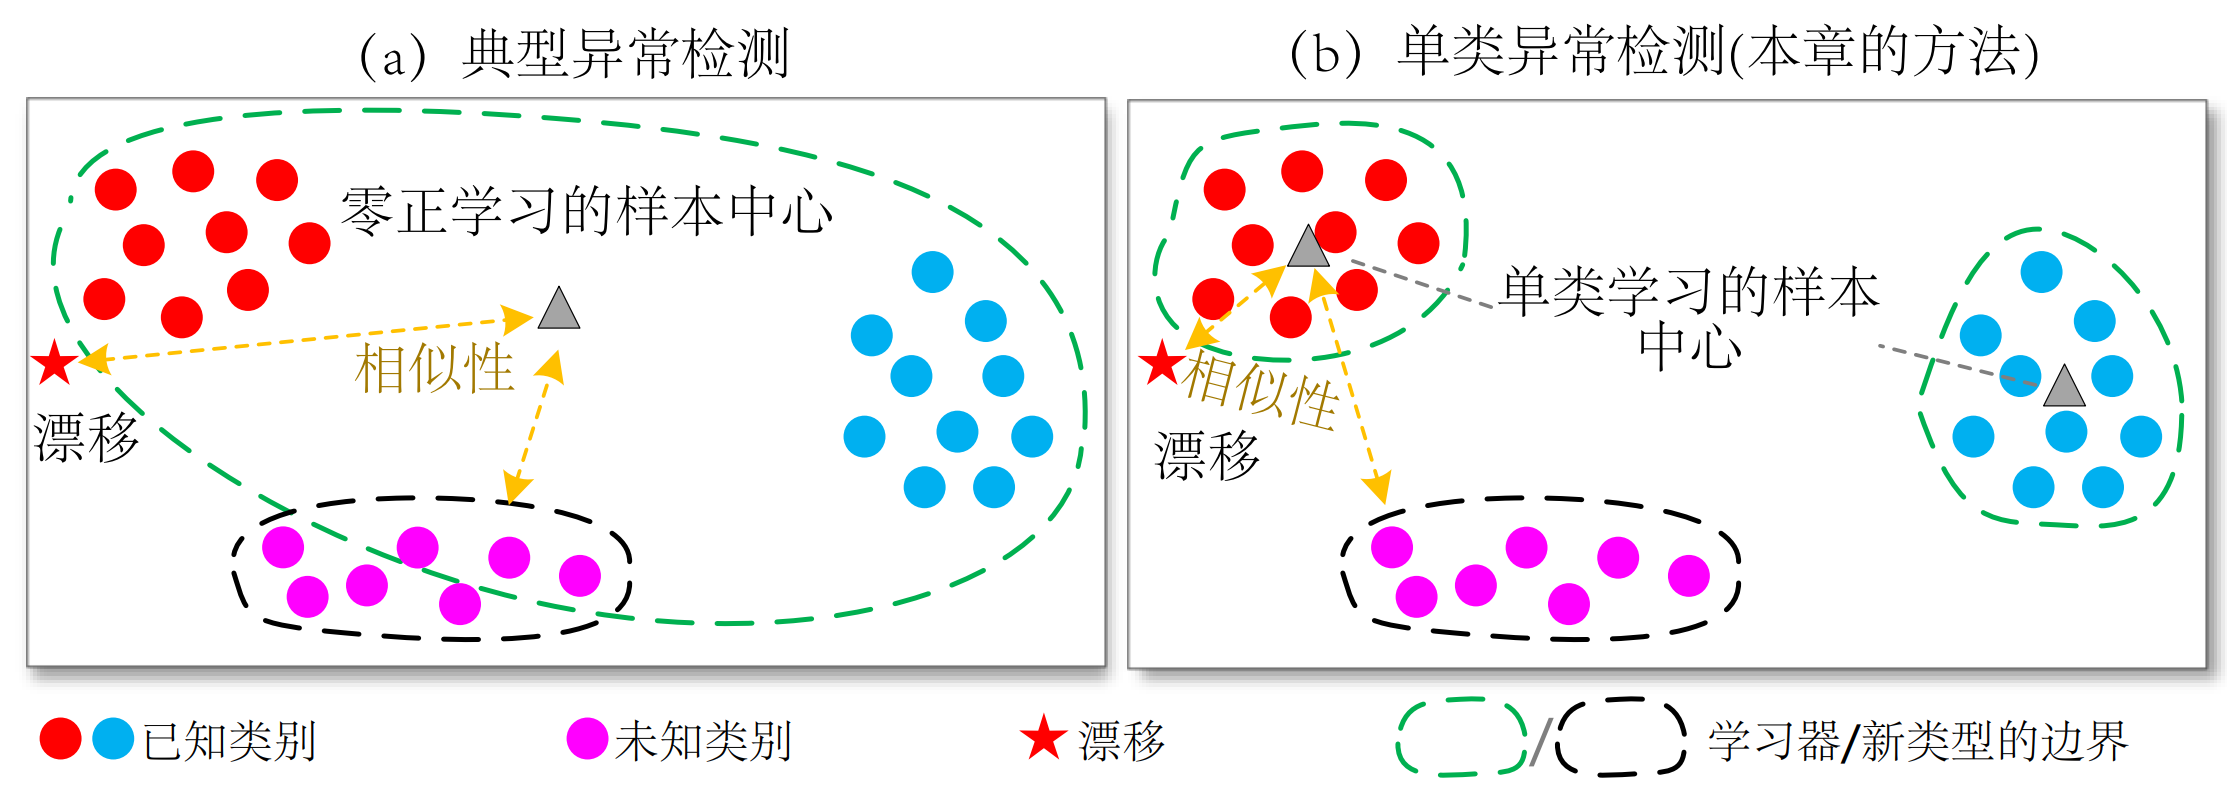 (a) 典型异常检测
(b) 单类异常检测(本章的方法)
零正学习的样本中心
相似性
漂移
单类学习的样本
中心
相似性
漂移
已知类别
未知类别
漂移
/
学习器/新类型的边界